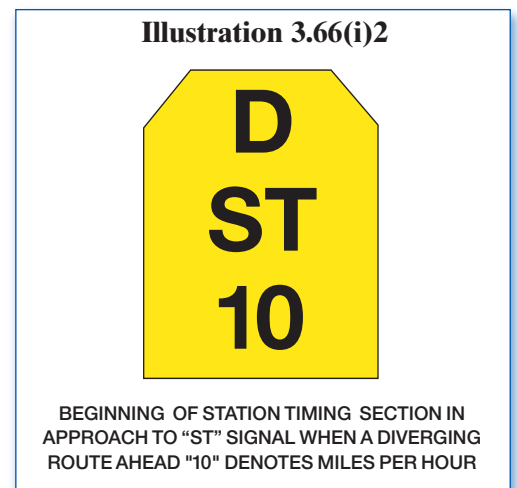 Illustration 3.66(i)2
D
ST
10
BEGINNING OF STATION TIMING SECTION IN
APPROACH TO “ST” SIGNAL WHEN A DIVERGING
ROUTE AHEAD "10" DENOTES MILES PER HOUR